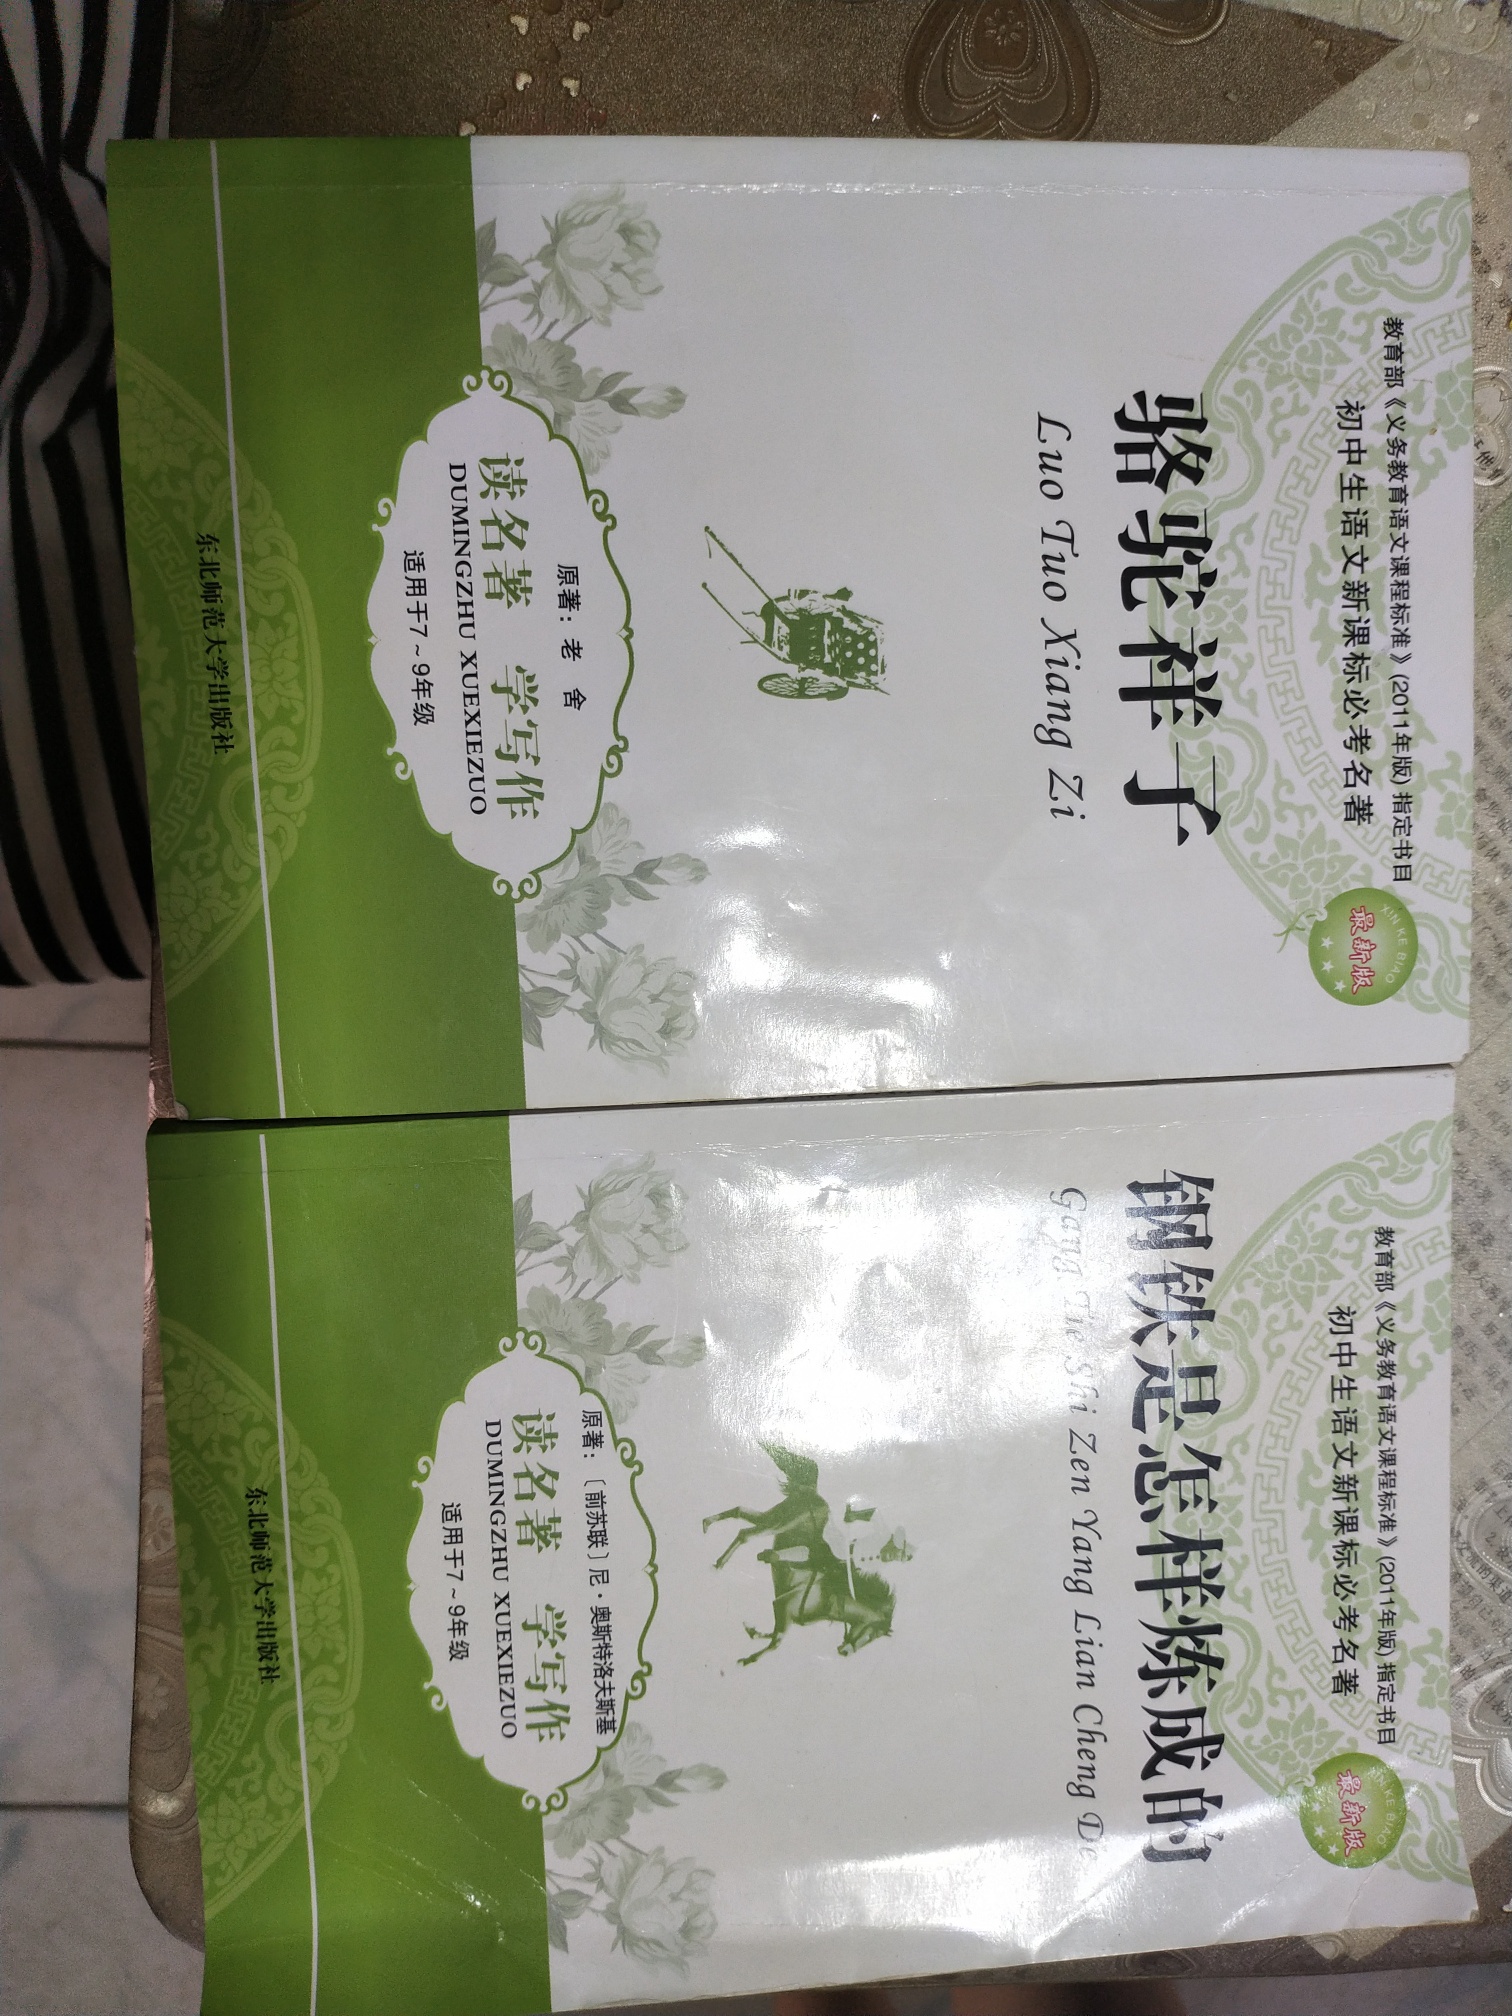 教育部《义务教育语文课程标准》(2011年版)指定书目
初中生语文新课标必考名著
XIN KE BIAO
最新版
骆驼祥子
Luo Tuo Xiang Zi
原著：老 舍
读名著 学写作
DUMINGZHU XUEXIEZUO
适用于7~9年级
东北师范大学出版社
教育部《义务教育语文课程标准》(2011年版)指定书目
初中生语文新课标必考名著
KE BIAO
最新版
钢铁是怎样炼成的
Gang Tie Shi Zen Yang Lian Cheng De
原著：〔前苏联〕尼·奥斯特洛夫斯基
读名著 学写作
DUMINGZHU XUEXIEZUO
适用于7~9年级
东北师范大学出版社